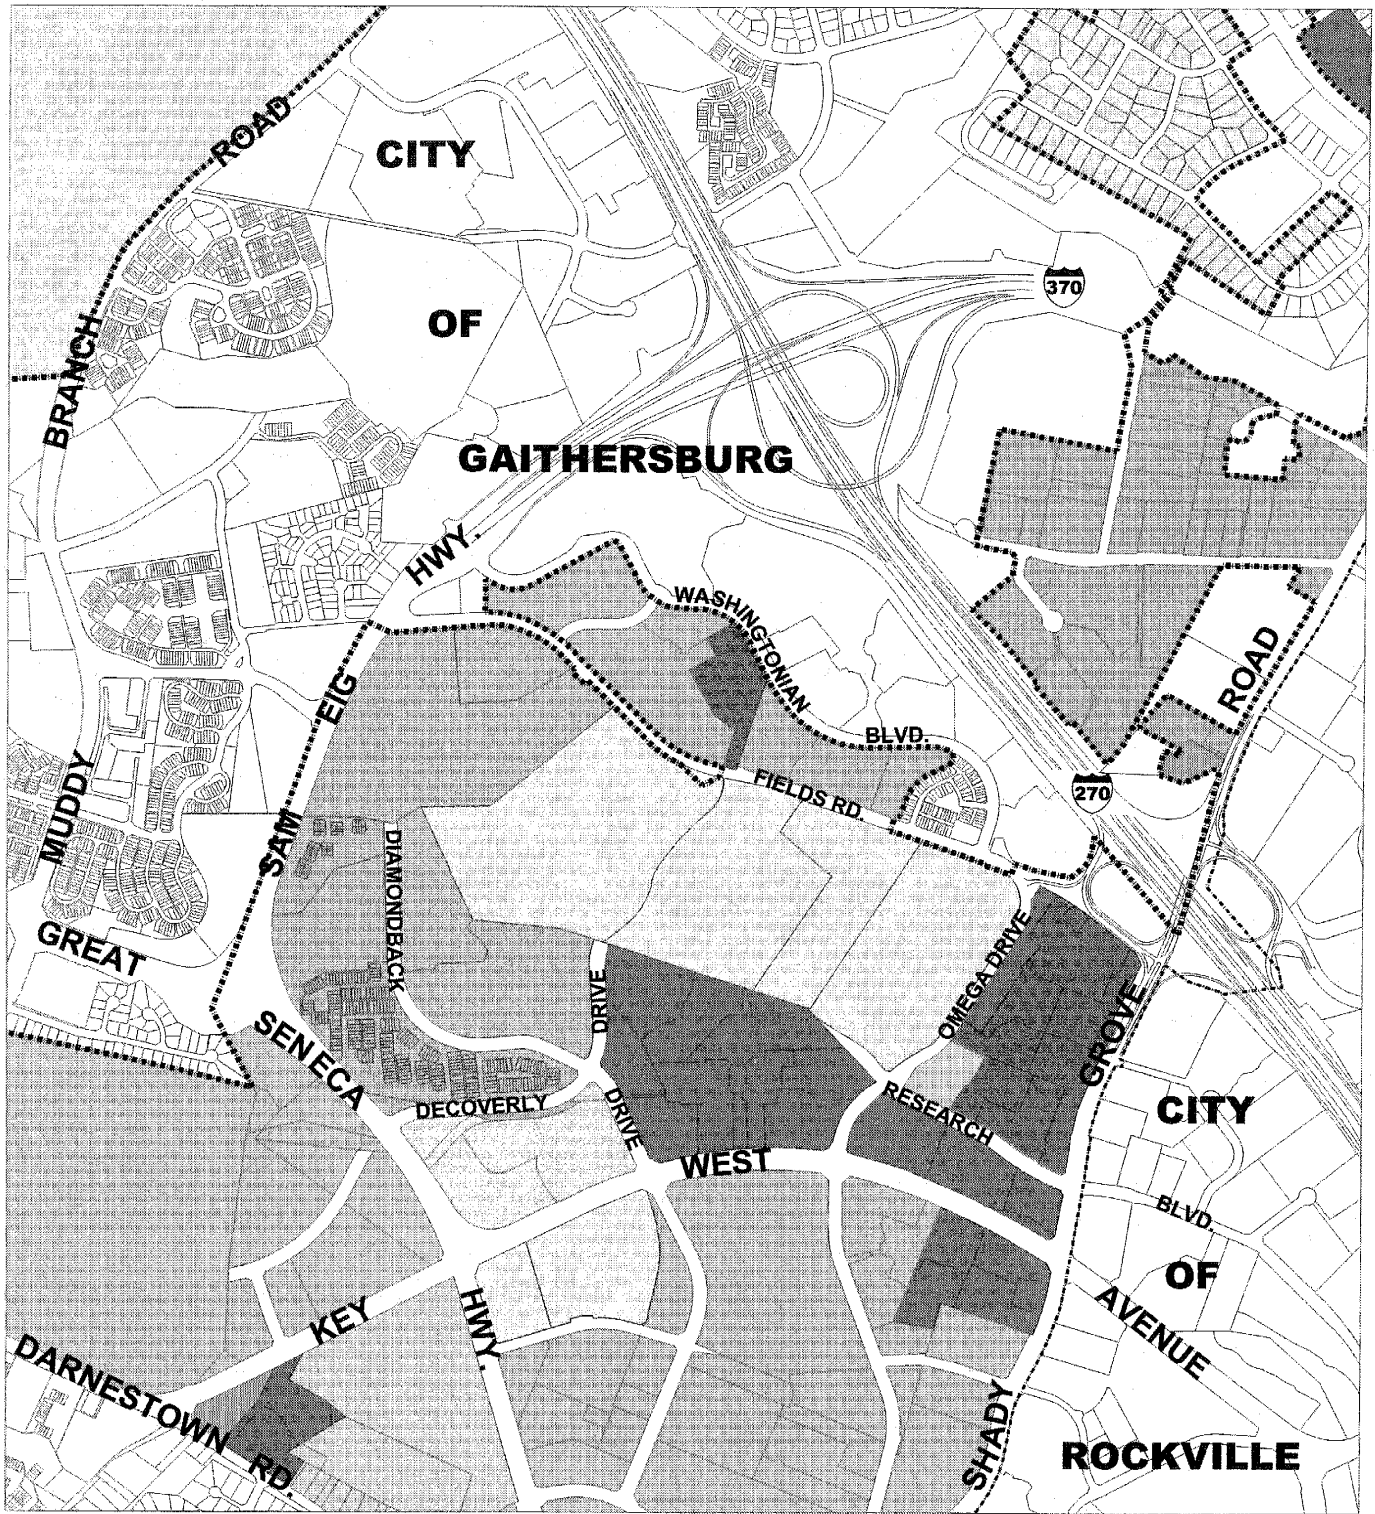 ROAD
CITY
370
BRANCH
OF
GAITHERSBURG
HWY.
WASHINGTONIAN
EIG
ROAD
BLVD.
MUDDY
FIELDS RD.
270
SAM
DIAMONDBACK
GREAT
OMEGA DRIVE
DRIVE
GROVE
SENECA
RESEARCH
CITY
DECOVERLY
DRIVE
WEST
BLVD.
OF
KEY
HWY.
AVENUE
DARNESTOWN
RD.
SHADY
ROCKVILLE